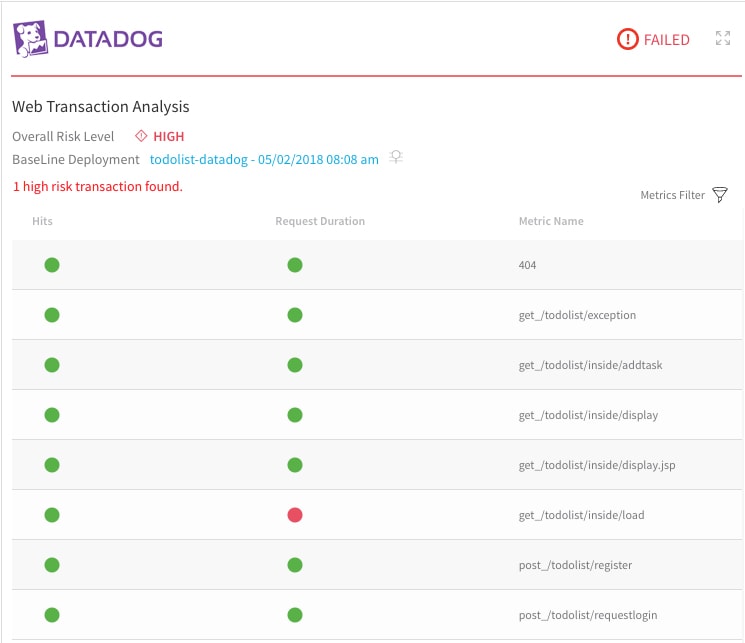 DATADOG
FAILED
Web Transaction Analysis
Overall Risk Level HIGH
BaseLine Deployment todolist-datadog - 05/02/2018 08:08 am
1 high risk transaction found.
Metrics Filter
Hits Request Duration Metric Name
404
get_/todolist/exception
get_/todolist/inside/addtask
get_/todolist/inside/display
get_/todolist/inside/display.jsp
get_/todolist/inside/load
post_/todolist/register
post_/todolist/requestlogin